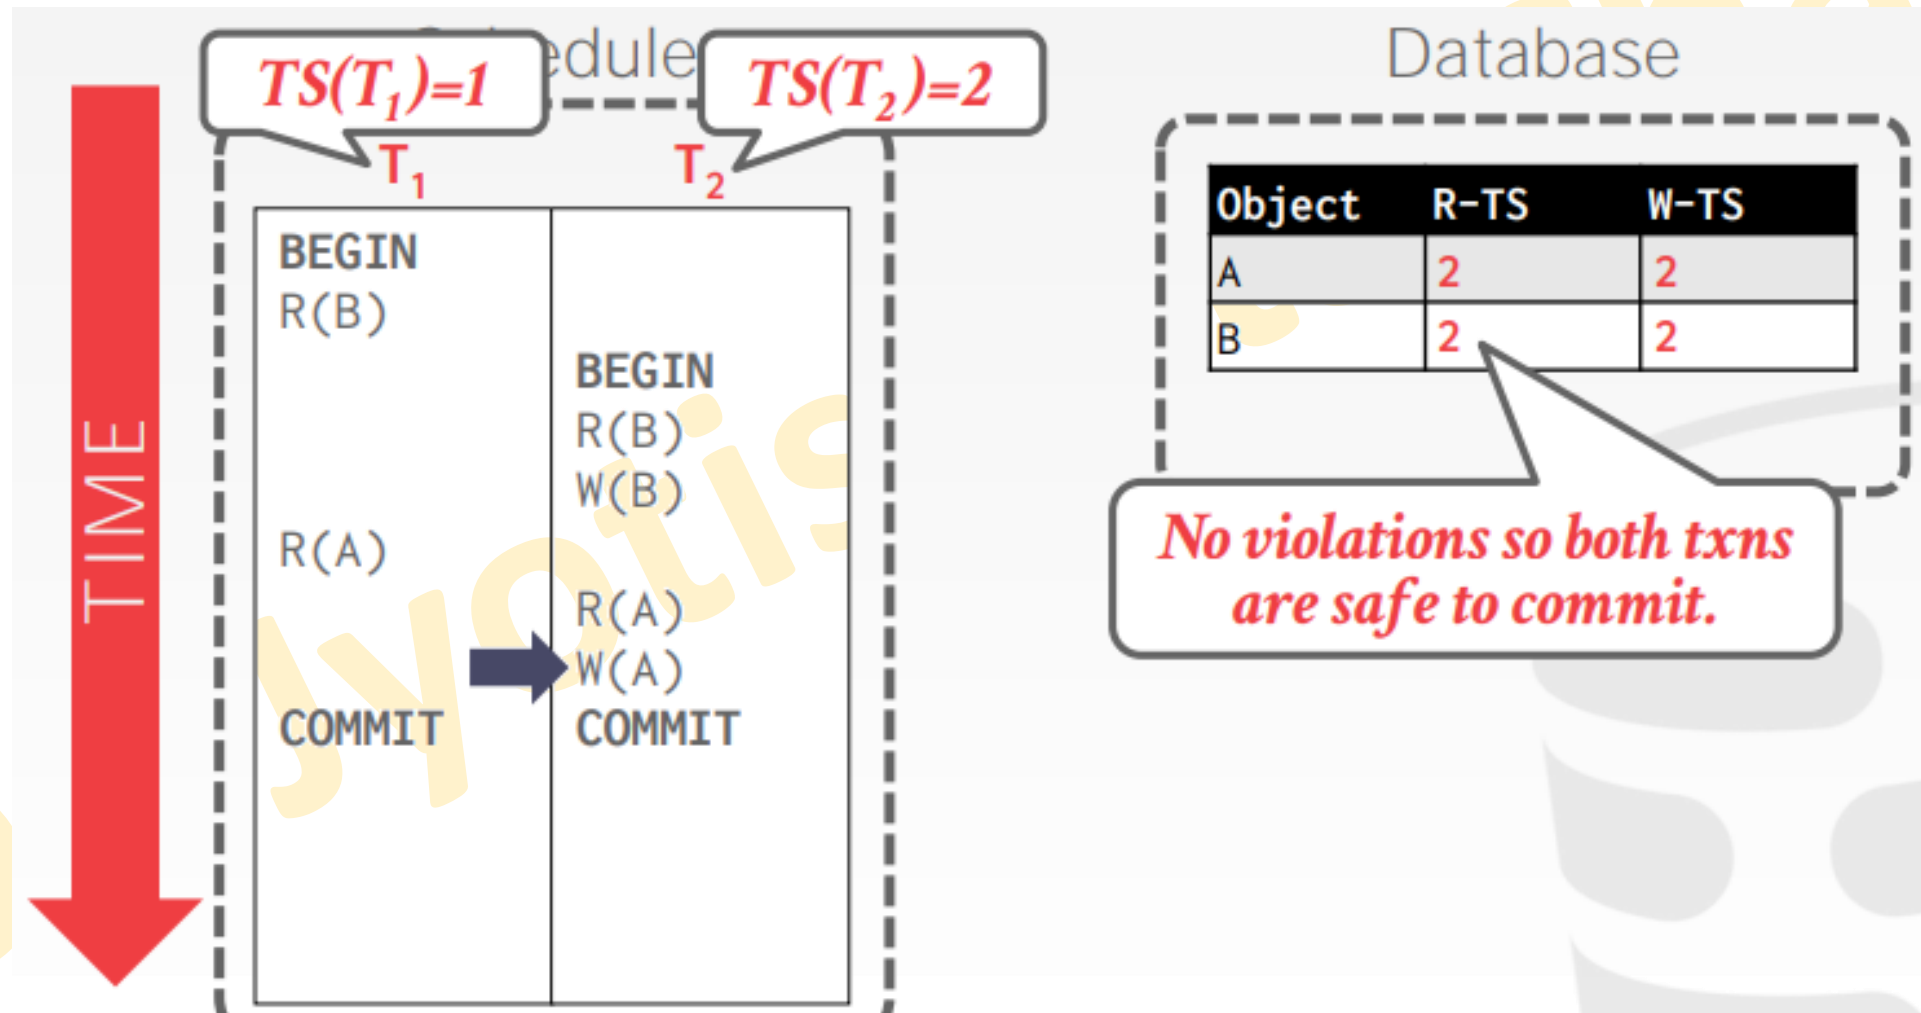 Schedule
Database
TS(T1)=1
TS(T2)=2
T1
T2
Object R-TS W-TS
A 2 2
B 2 2
TIME
BEGIN
R(B)
BEGIN
R(B)
W(B)
R(A)
R(A)
W(A)
COMMIT COMMIT
No violations so both txns
are safe to commit.
Jyotis